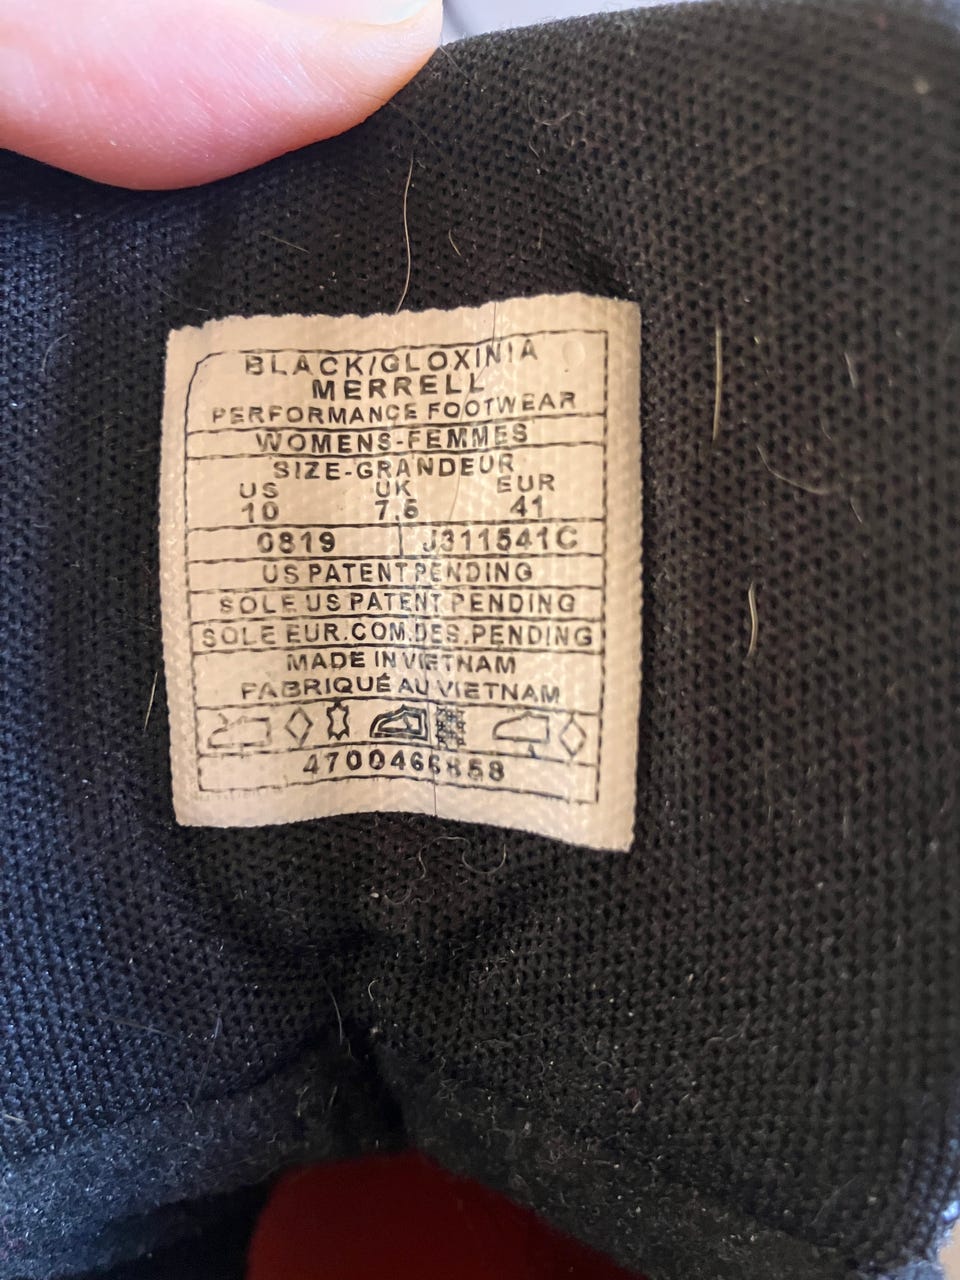 BLACK/GLOXINIA
MERRELL
PERFORMANCE FOOTWEAR
WOMENS-FEMMES
SIZE-GRANDEUR
US UK EUR
10 7.5 41
0819 J311541C
US PATENT PENDING
SOLE US PATENT PENDING
SOLE EUR.COM.DES.PENDING
MADE IN VIETNAM
FABRIQUÉ AU VIETNAM
4700466858